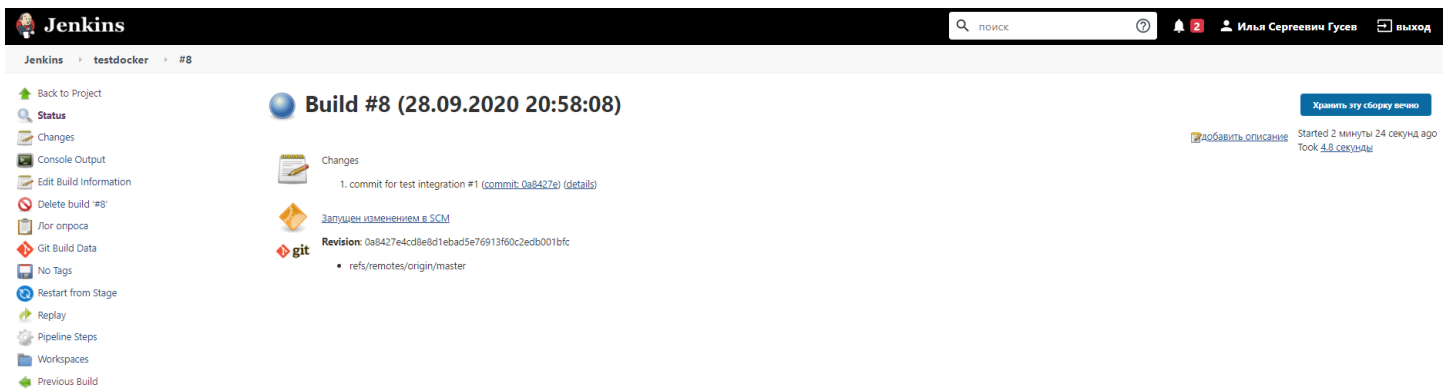 Jenkins
поиск
2
Илья Сергеевич Гусев
выход
Jenkins
testdocker
#8
Back to Project
Status
Changes
Console Output
Edit Build Information
Delete build '#8'
Лог опроса
Git Build Data
No Tags
Restart from Stage
Replay
Pipeline Steps
Workspaces
Previous Build
Build #8 (28.09.2020 20:58:08)
Хранить эту сборку вечно
добавить описание
Started 2 минуты 24 секунд ago
Took 4.8 секунды
Changes
1. commit for test integration #1 (commit: 0a8427e) (details)
Запущен изменением в SCM
git
Revision: 0a8427e4cd8e8d1ebad5e76913f60c2edb001bfc
• refs/remotes/origin/master